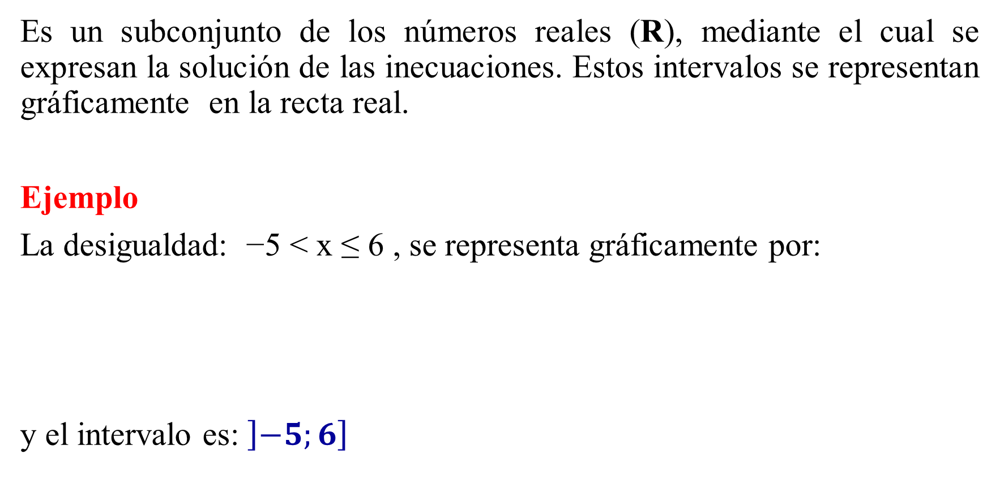 Es un subconjunto de los números reales (R), mediante el cual se
expresan la solución de las inecuaciones. Estos intervalos se representan
gráficamente en la recta real.
Ejemplo
La desigualdad: −5 < x ≤ 6 , se representa gráficamente por:
y el intervalo es: ]−5; 6]